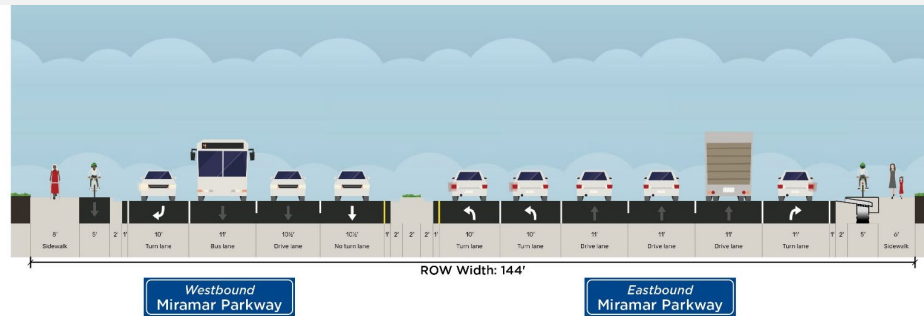 8' 5' 2' 1' 10' 11' 10½' 10½' 1' 2' 2' 2' 1' 10' 10' 11' 11' 11' 11' 1' 2' 5' 6'
Sidewalk Turn lane Bus lane Drive lane No turn lane Turn lane Turn lane Drive lane Drive lane Drive lane Turn lane Sidewalk
ROW Width: 144'
Westbound
Miramar Parkway
Eastbound
Miramar Parkway